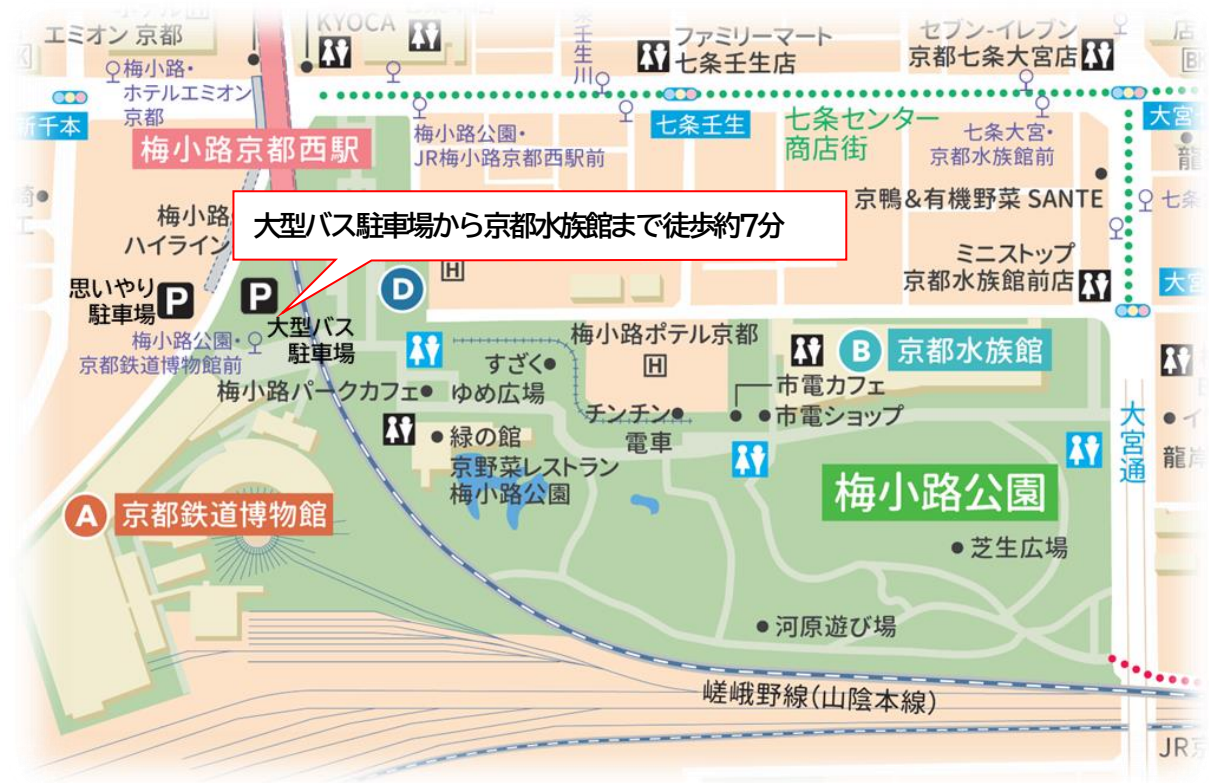 エミオン 京都
KYOCA
七条壬生川
ファミリーマート
七条壬生店
セブン-イレブン
京都七条大宮店
店
梅小路・
ホテルエミオン
京都
新千本
梅小路京都西駅
梅小路公園・
JR梅小路京都西駅前
七条壬生
七条センター
商店街
七条大宮・
京都水族館前
大宮
龍
京鴨&有機野菜 SANTE
七条
梅小路
ハイライン
大型バス駐車場から京都水族館まで徒歩約7分
ミニストップ
京都水族館前店
大宮
思いやり
駐車場
P
P
大型バス
駐車場
H
D
梅小路公園・
京都鉄道博物館前
梅小路ポテル京都
H
B
京都水族館
すざく
ゆめ広場
梅小路パークカフェ
市電カフェ
市電ショップ
チンチン
電車
大宮通
イ
緑の館
京野菜レストラン
梅小路公園
龍岸
梅小路公園
A
京都鉄道博物館
芝生広場
河原遊び場
嵯峨野線(山陰本線)
JR京